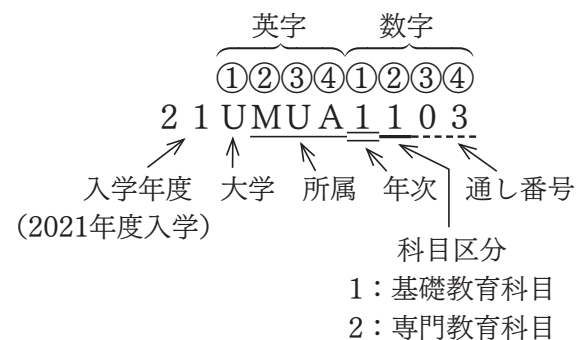 英字 数字
①②③④①②③④
21UMUA1103
入学年度 大学 所属 年次 通し番号
(2021年度入学)
科目区分
1：基礎教育科目
2：専門教育科目